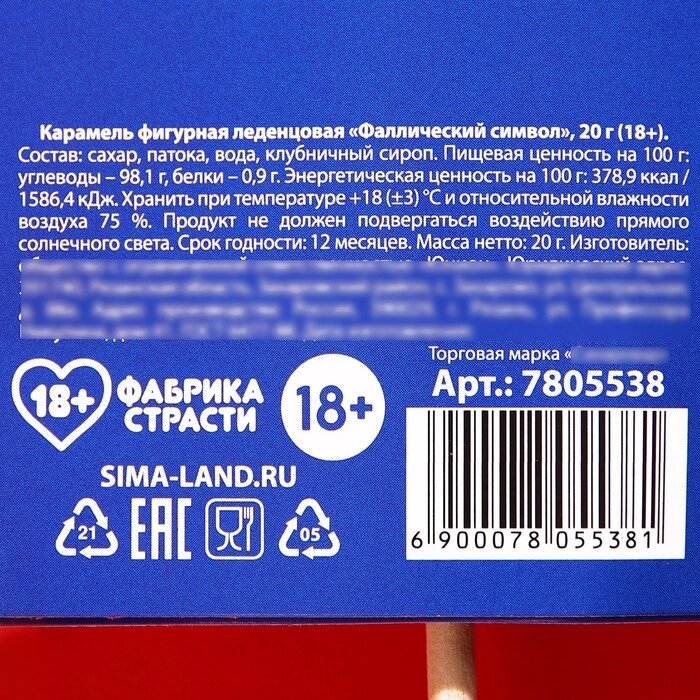 Карамель фигурная леденцовая «Фаллический символ», 20 г (18+).
Состав: сахар, патока, вода, клубничный сироп. Пищевая ценность на 100 г:
углеводы – 98,1 г, белки – 0,9 г. Энергетическая ценность на 100 г: 378,9 ккал /
1586,4 кДж. Хранить при температуре +18 (±3) °С и относительной влажности
воздуха 75 %. Продукт не должен подвергаться воздействию прямого
солнечного света. Срок годности: 12 месяцев. Масса нетто: 20 г. Изготовитель:
Торговая марка «
Арт.: 7805538
18+
ФАБРИКА
СТРАСТИ
18+
SIMA-LAND.RU
21
EAC
05
6 900078 055381